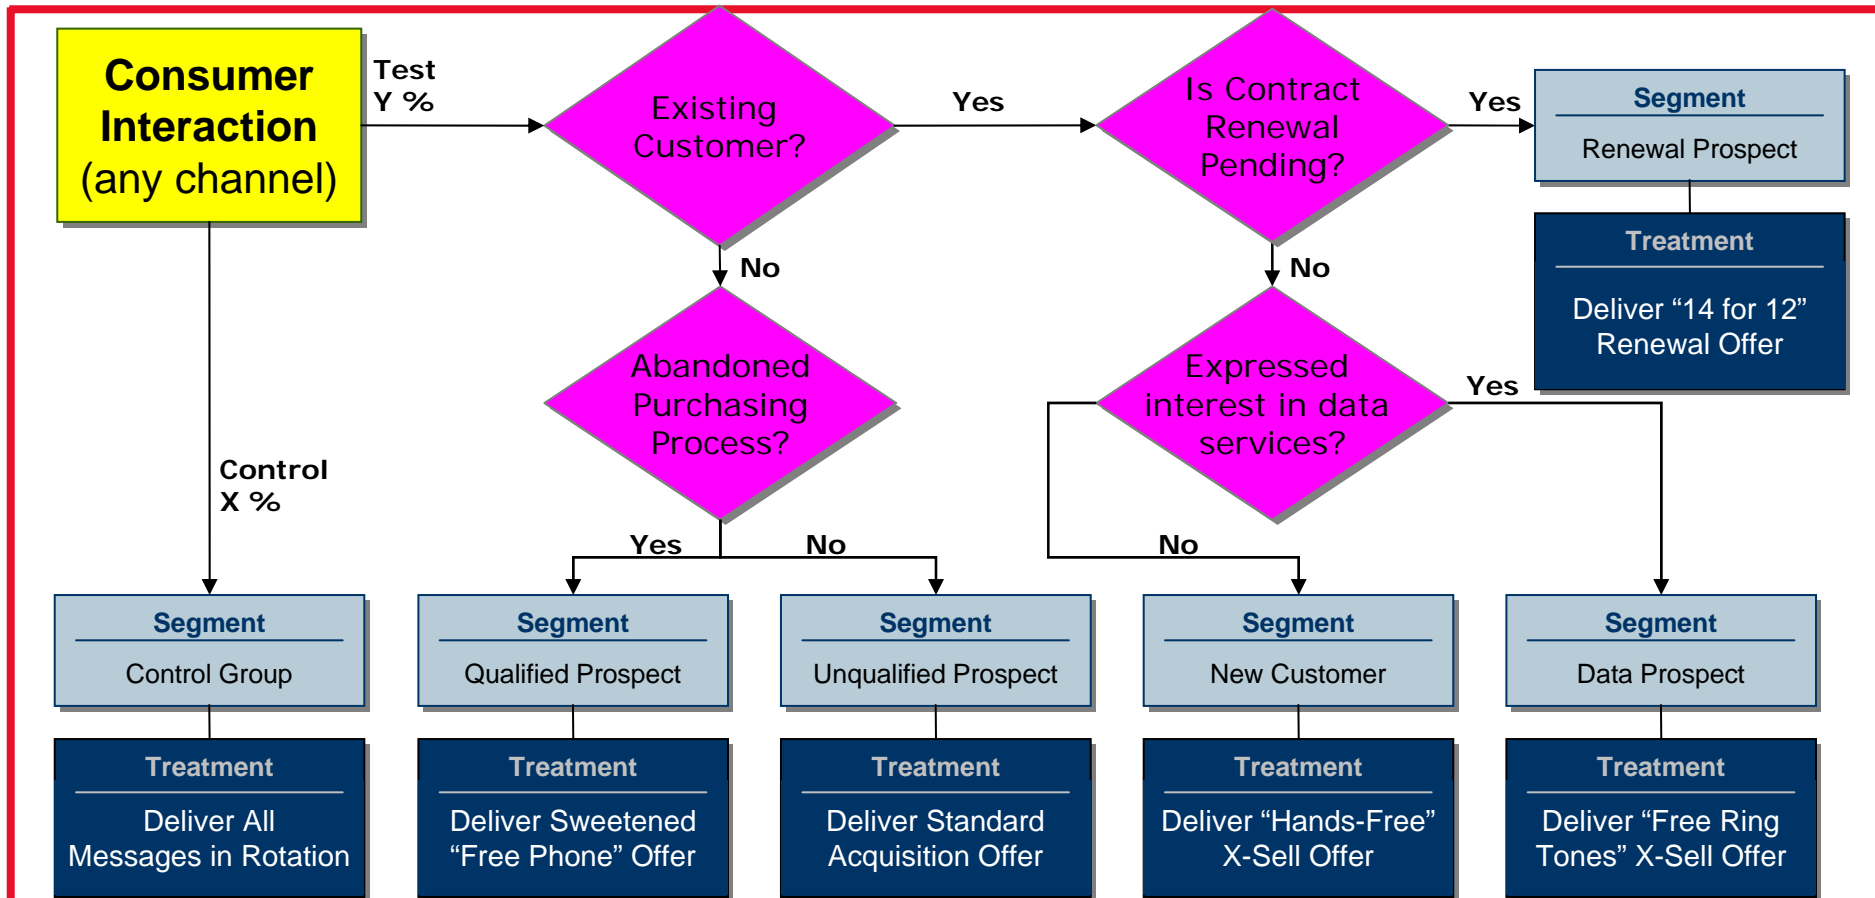 Consumer
Interaction
(any channel)
Test
Y %
Existing
Customer?
Yes
Is Contract
Renewal
Pending?
Yes
Segment
Renewal Prospect
Treatment
Deliver “14 for 12”
Renewal Offer
No
No
Abandoned
Purchasing
Process?
Expressed
interest in data
services?
Yes
Control
X %
Yes
No
No
Segment
Control Group
Treatment
Deliver All
Messages in Rotation
Segment
Qualified Prospect
Treatment
Deliver Sweetened
“Free Phone” Offer
Segment
Unqualified Prospect
Treatment
Deliver Standard
Acquisition Offer
Segment
New Customer
Treatment
Deliver “Hands-Free”
X-Sell Offer
Segment
Data Prospect
Treatment
Deliver “Free Ring
Tones” X-Sell Offer